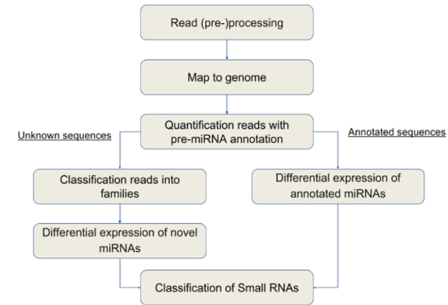 Read (pre-)processing
Map to genome
Quantification reads with
pre-miRNA annotation
Unknown sequences
Annotated sequences
Classification reads into
families
Differential expression of
annotated miRNAs
Differential expression of novel
miRNAs
Classification of Small RNAs